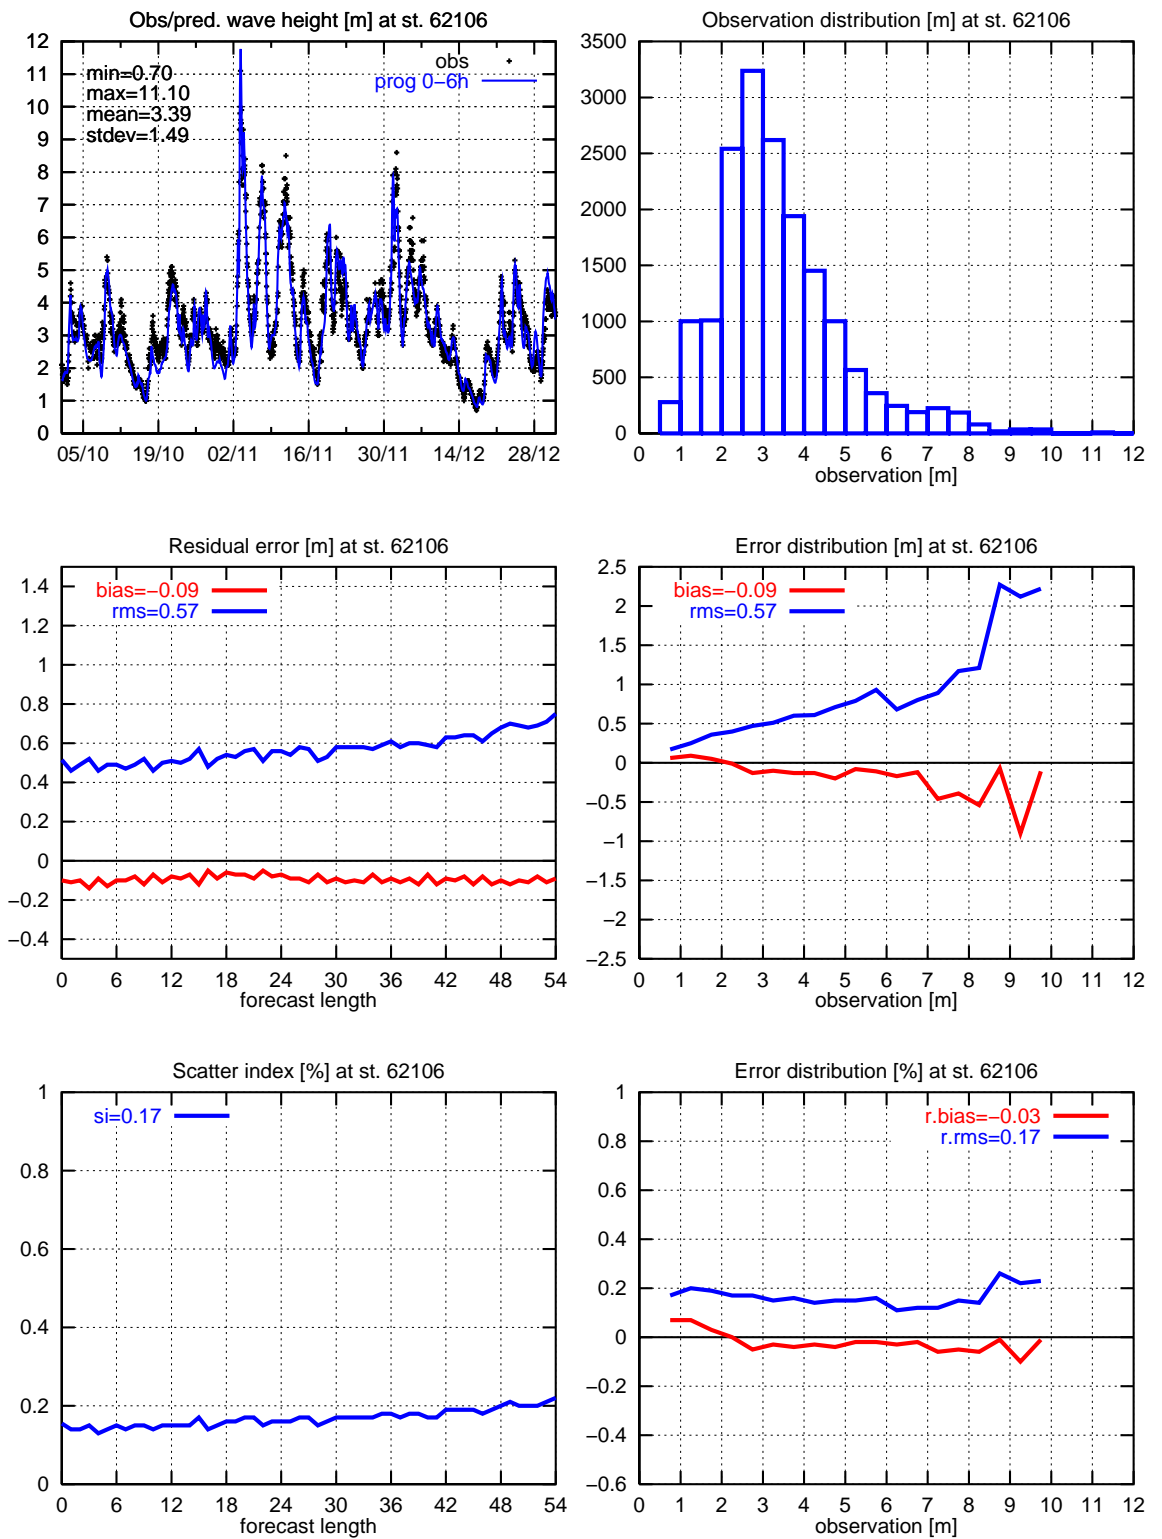 Obs/pred. wave height [m] at st. 62106
12
11
10
9
8
7
6
5
4
3
2
1
0
min=0.70
max=11.10
mean=3.39
stdev=1.49
obs
prog 0−6h
05/10 19/10 02/11 16/11 30/11 14/12 28/12
Observation distribution [m] at st. 62106
3500
3000
2500
2000
1500
1000
500
0
0 1 2 3 4 5 6 7 8 9 10 11 12
observation [m]
Residual error [m] at st. 62106
1.4
1.2
1
0.8
0.6
0.4
0.2
0
−0.2
−0.4
bias=−0.09
rms=0.57
0 6 12 18 24 30 36 42 48 54
forecast length
Error distribution [m] at st. 62106
2.5
2
1.5
1
0.5
0
−0.5
−1
−1.5
−2
−2.5
bias=−0.09
rms=0.57
0 1 2 3 4 5 6 7 8 9 10 11 12
observation [m]
Scatter index [%] at st. 62106
1
0.8
0.6
0.4
0.2
0
si=0.17
0 6 12 18 24 30 36 42 48 54
forecast length
Error distribution [%] at st. 62106
1
0.8
0.6
0.4
0.2
0
−0.2
−0.4
−0.6
r.bias=−0.03
r.rms=0.17
0 1 2 3 4 5 6 7 8 9 10 11 12
observation [m]